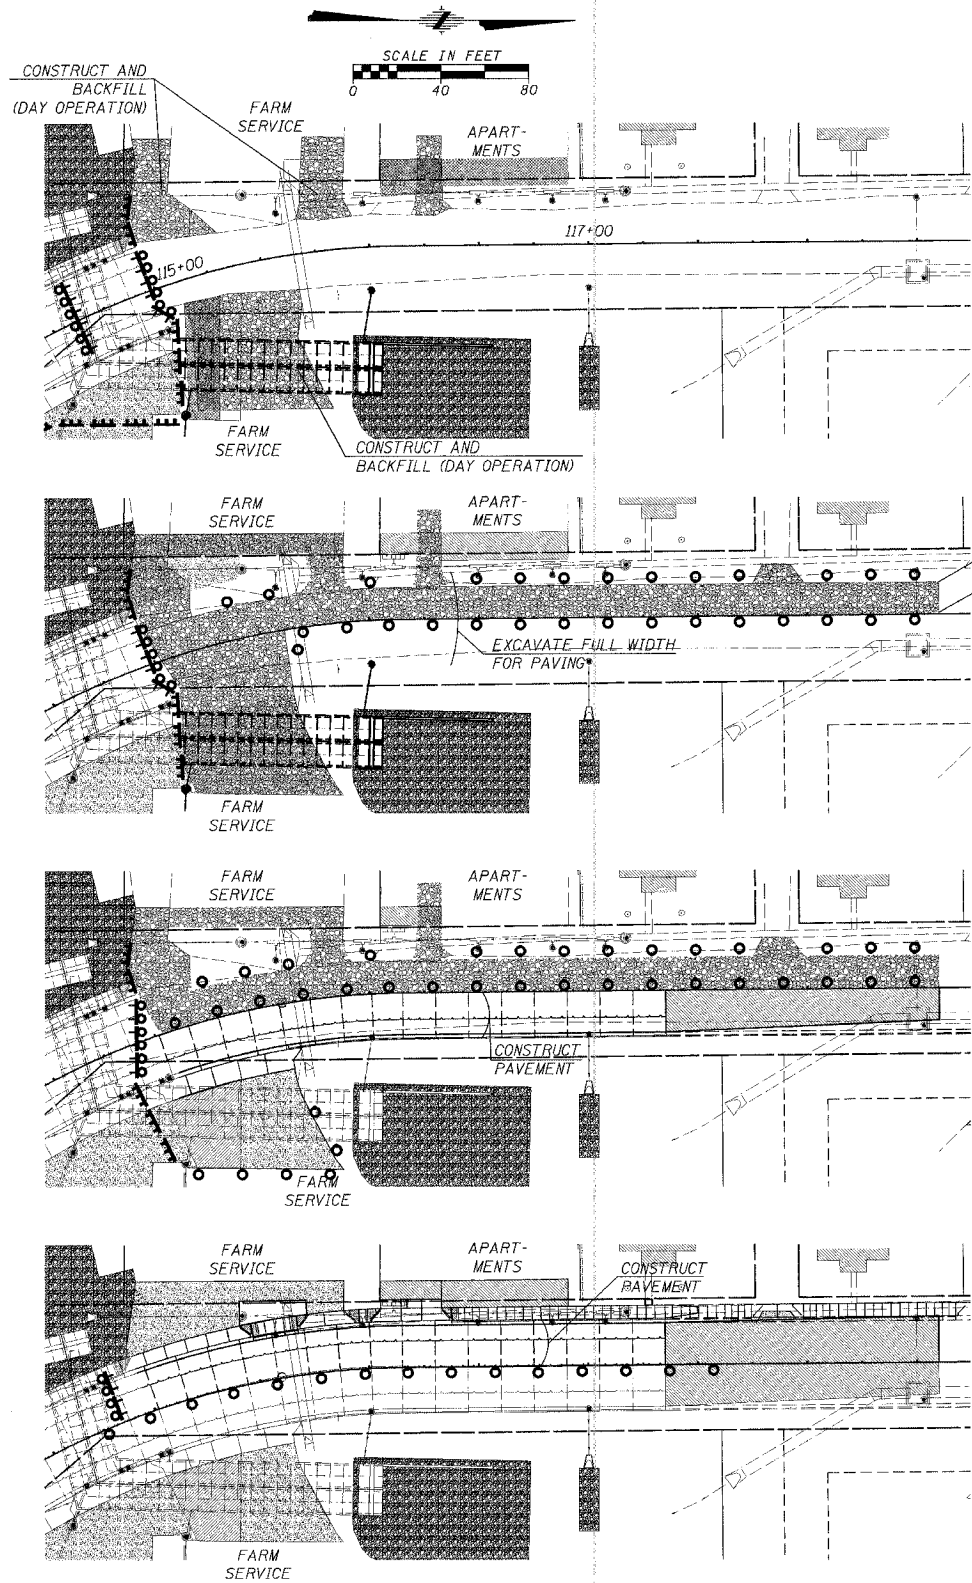 SCALE IN FEET
0 40 80
CONSTRUCT AND
BACKFILL
(DAY OPERATION)
FARM
SERVICE
APART-
MENTS
117+00
115+00
FARM
SERVICE
CONSTRUCT AND
BACKFILL (DAY OPERATION)
FARM
SERVICE
APART-
MENTS
EXCAVATE FULL WIDTH
FOR PAVING
FARM
SERVICE
FARM
SERVICE
APART-
MENTS
CONSTRUCT
PAVEMENT
FARM
SERVICE
FARM
SERVICE
APART-
MENTS
CONSTRUCT
PAVEMENT
FARM
SERVICE